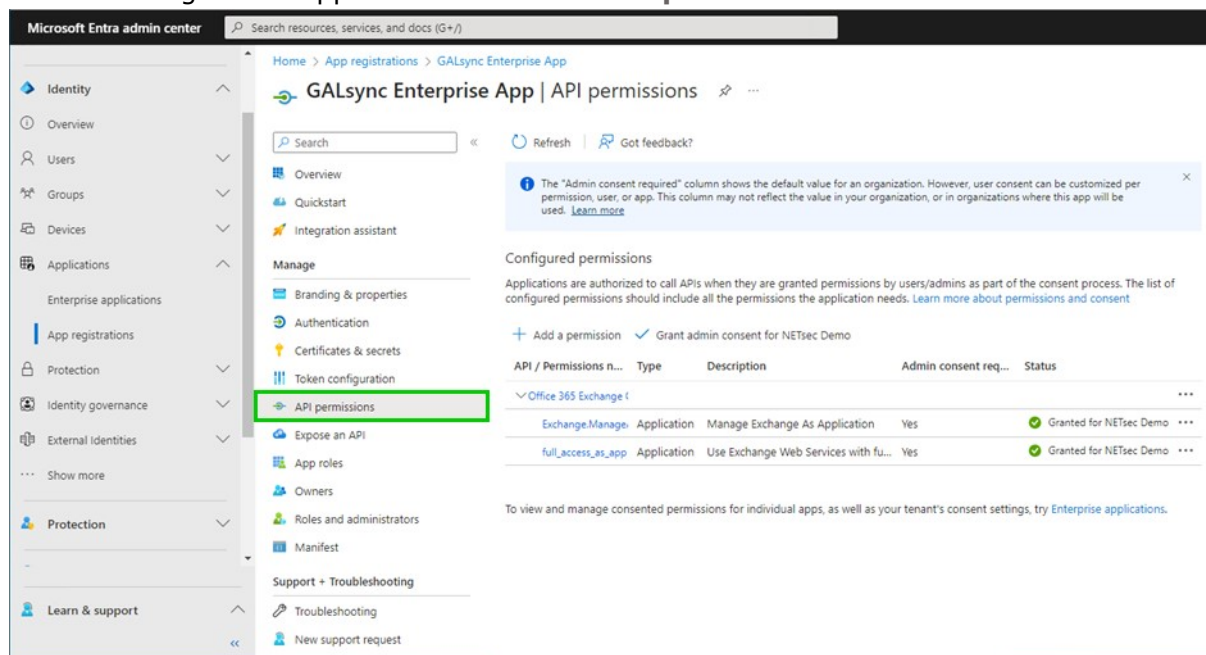 Microsoft Entra admin center
Search resources, services, and docs (G+/)
Home > App registrations > GALsync Enterprise App
GALsync Enterprise App | API permissions
Identity
Overview
Users
Groups
Devices
Applications
Enterprise applications
App registrations
Protection
Identity governance
External Identities
Show more
Protection
Learn & support
Search
Overview
Quickstart
Integration assistant
Manage
Branding & properties
Authentication
Certificates & secrets
Token configuration
API permissions
Expose an API
App roles
Owners
Roles and administrators
Manifest
Support + Troubleshooting
Troubleshooting
New support request
Refresh Got feedback?
The "Admin consent required" column shows the default value for an organization. However, user consent can be customized per
permission, user, or app. This column may not reflect the value in your organization, or in organizations where this app will be
used. Learn more
Configured permissions
Applications are authorized to call APIs when they are granted permissions by users/admins as part of the consent process. The list of
configured permissions should include all the permissions the application needs. Learn more about permissions and consent
Add a permission Grant admin consent for NETsec Demo
API / Permissions n... Type Description Admin consent req... Status
Office 365 Exchange
Exchange.Manage Application Manage Exchange As Application Yes Granted for NETsec Demo
full_access_as_app Application Use Exchange Web Services with fu... Yes Granted for NETsec Demo
To view and manage consented permissions for individual apps, as well as your tenant's consent settings, try Enterprise applications.